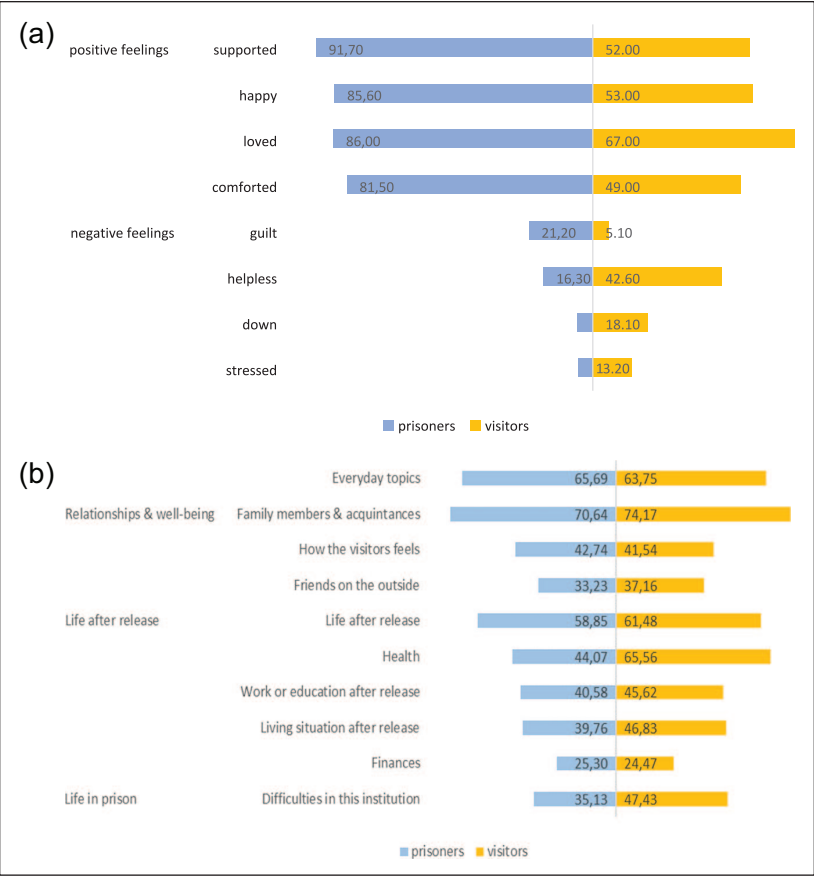 (a)
positive feelings supported 91,70 52.00
happy 85,60 53.00
loved 86,00 67.00
comforted 81,50 49.00
negative feelings guilt 21,20 5.10
helpless 16,30 42.60
down 18.10
stressed 13.20
prisoners visitors
(b)
Everyday topics 65,69 63,75
Relationships & well-being Family members & acquintances 70,64 74,17
How the visitors feels 42,74 41,54
Friends on the outside 33,23 37,16
Life after release Life after release 58,85 61,48
Health 44,07 65,56
Work or education after release 40,58 45,62
Living situation after release 39,76 46,83
Finances 25,30 24,47
Life in prison Difficulties in this institution 35,13 47,43
prisoners visitors